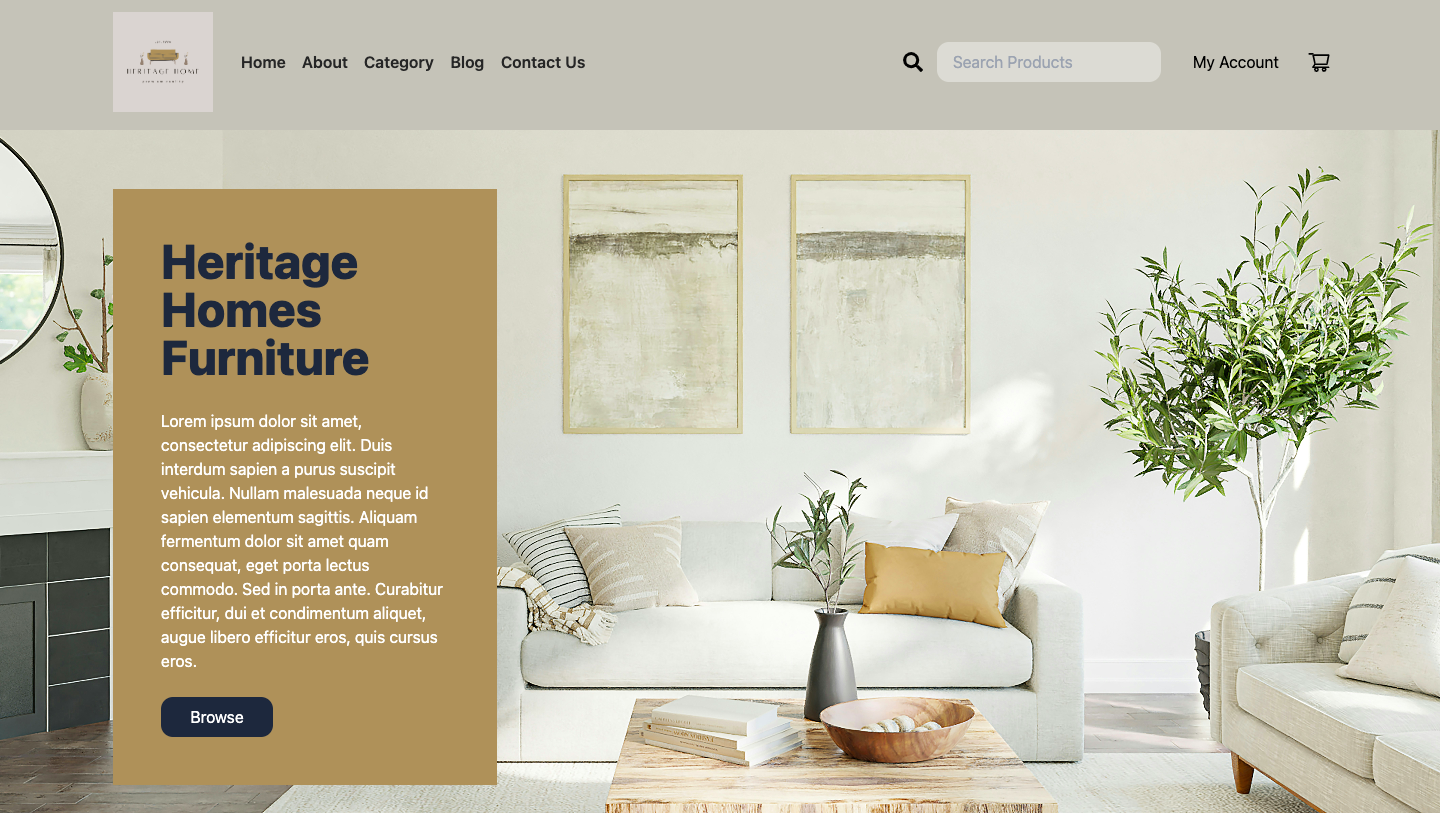 HERITAGE HOME
Home About Category Blog Contact Us
Search Products
My Account
Heritage
Homes
Furniture
Lorem ipsum dolor sit amet,
consectetur adipiscing elit. Duis
interdum sapien a purus suscipit
vehicula. Nullam malesuada neque id
sapien elementum sagittis. Aliquam
fermentum dolor sit amet quam
consequat, eget porta lectus
commodo. Sed in porta ante. Curabitur
efficitur, dui et condimentum aliquet,
augue libero efficitur eros, quis cursus
eros.
Browse